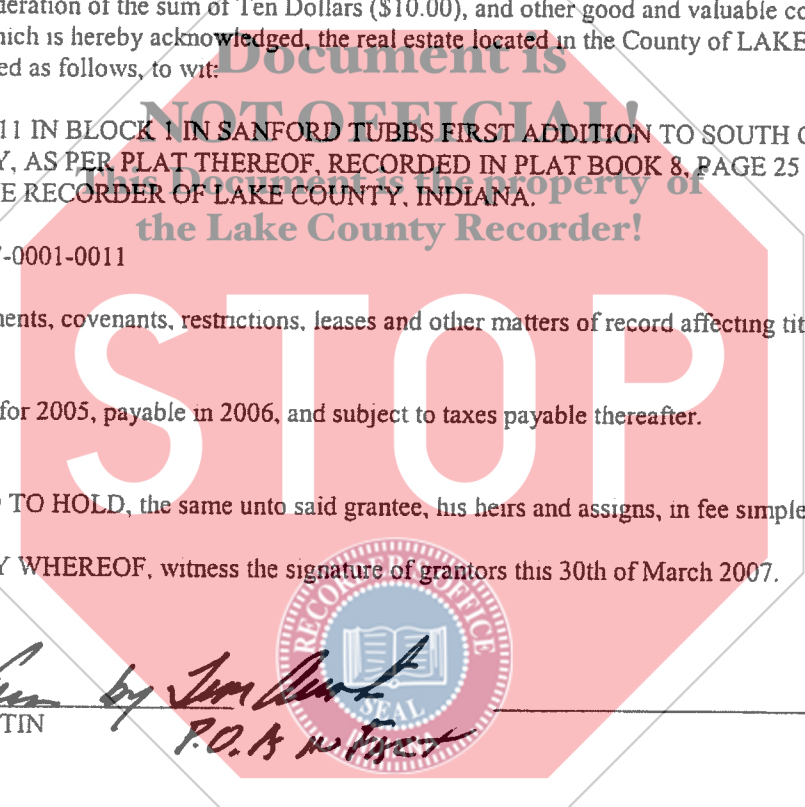 deration of the sum of Ten Dollars ($10.00), and other good and valuable co
hich is hereby acknowledged, the real estate located in the County of LAKE
ed as follows, to wit:
Document is
NOT OFFICIAL!
This Document is the property of
the Lake County Recorder!
11 IN BLOCK 1 IN SANFORD TUBBS FIRST ADDITION TO SOUTH
Y, AS PER PLAT THEREOF, RECORDED IN PLAT BOOK 8, PAGE 25
E RECORDER OF LAKE COUNTY, INDIANA.
-0001-0011
STOP
ents, covenants, restrictions, leases and other matters of record affecting tit
for 2005, payable in 2006, and subject to taxes payable thereafter.
TO HOLD, the same unto said grantee, his heirs and assigns, in fee simple
Y WHEREOF, witness the signature of grantors this 30th of March 2007.
RECORDER'S OFFICE
SEAL
by
TIN
P.O.A IN FACT